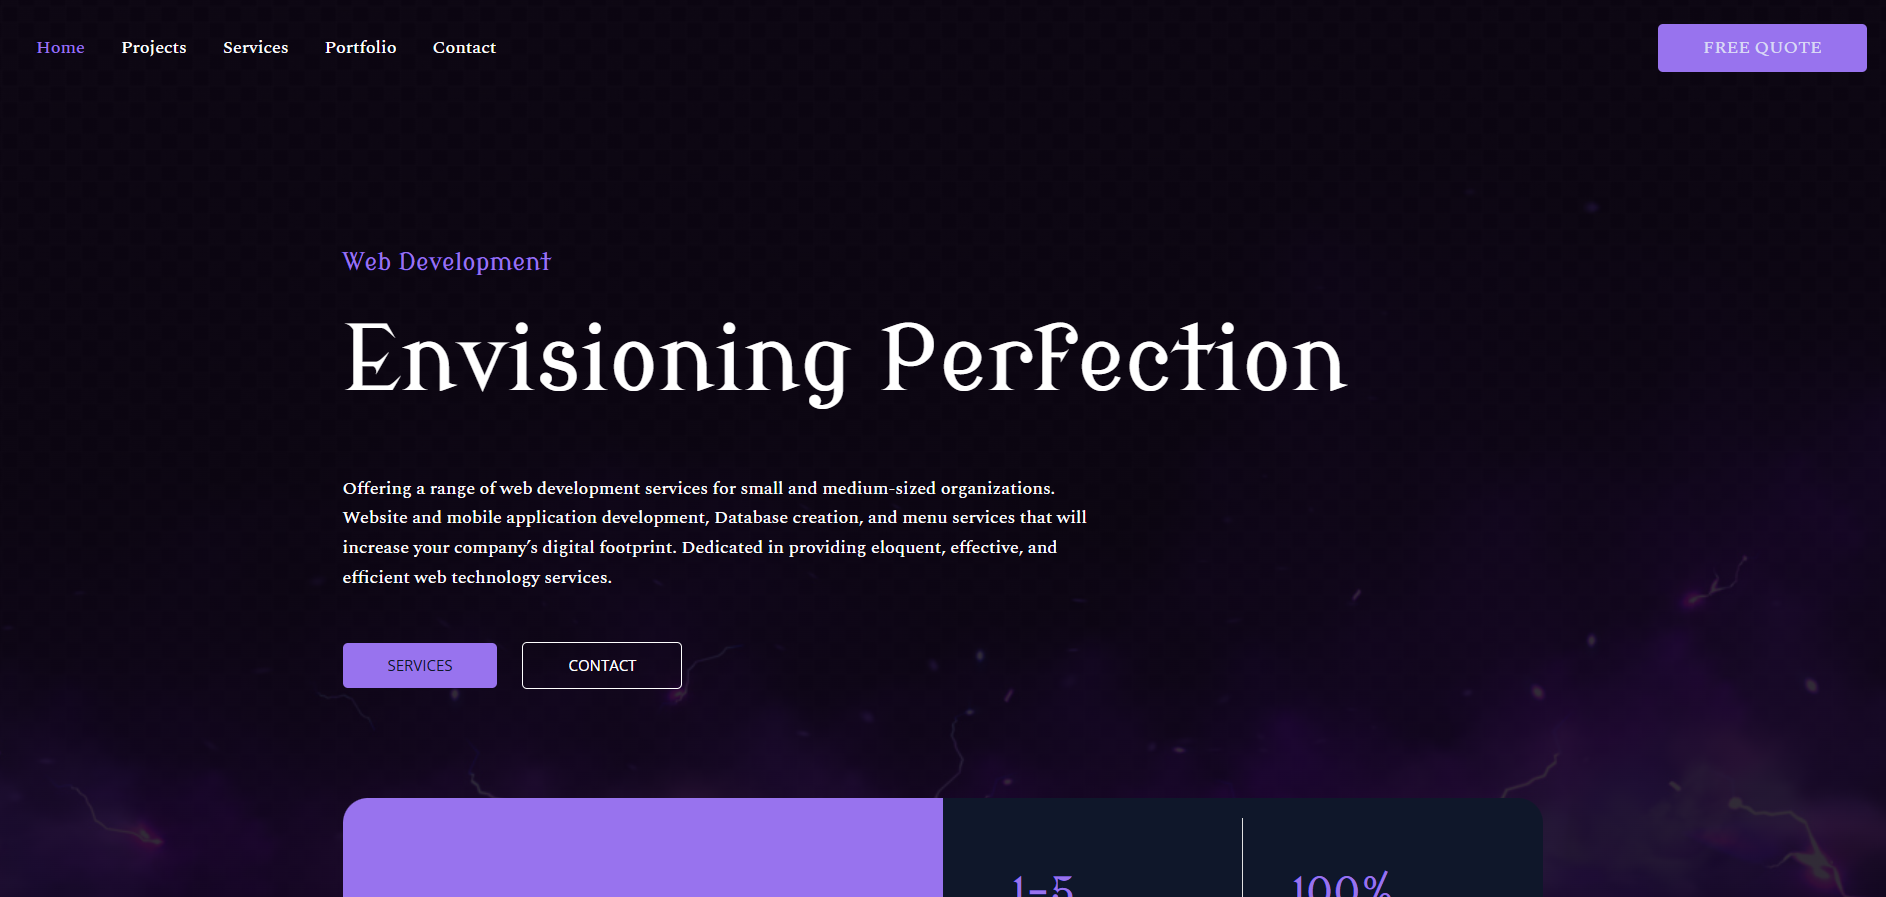 Home Projects Services Portfolio Contact FREE QUOTE
Web Development
Envisioning Perfection
Offering a range of web development services for small and medium-sized organizations.
Website and mobile application development, Database creation, and menu services that will
increase your company’s digital footprint. Dedicated in providing eloquent, effective, and
efficient web technology services.
SERVICES CONTACT
1-5 100%